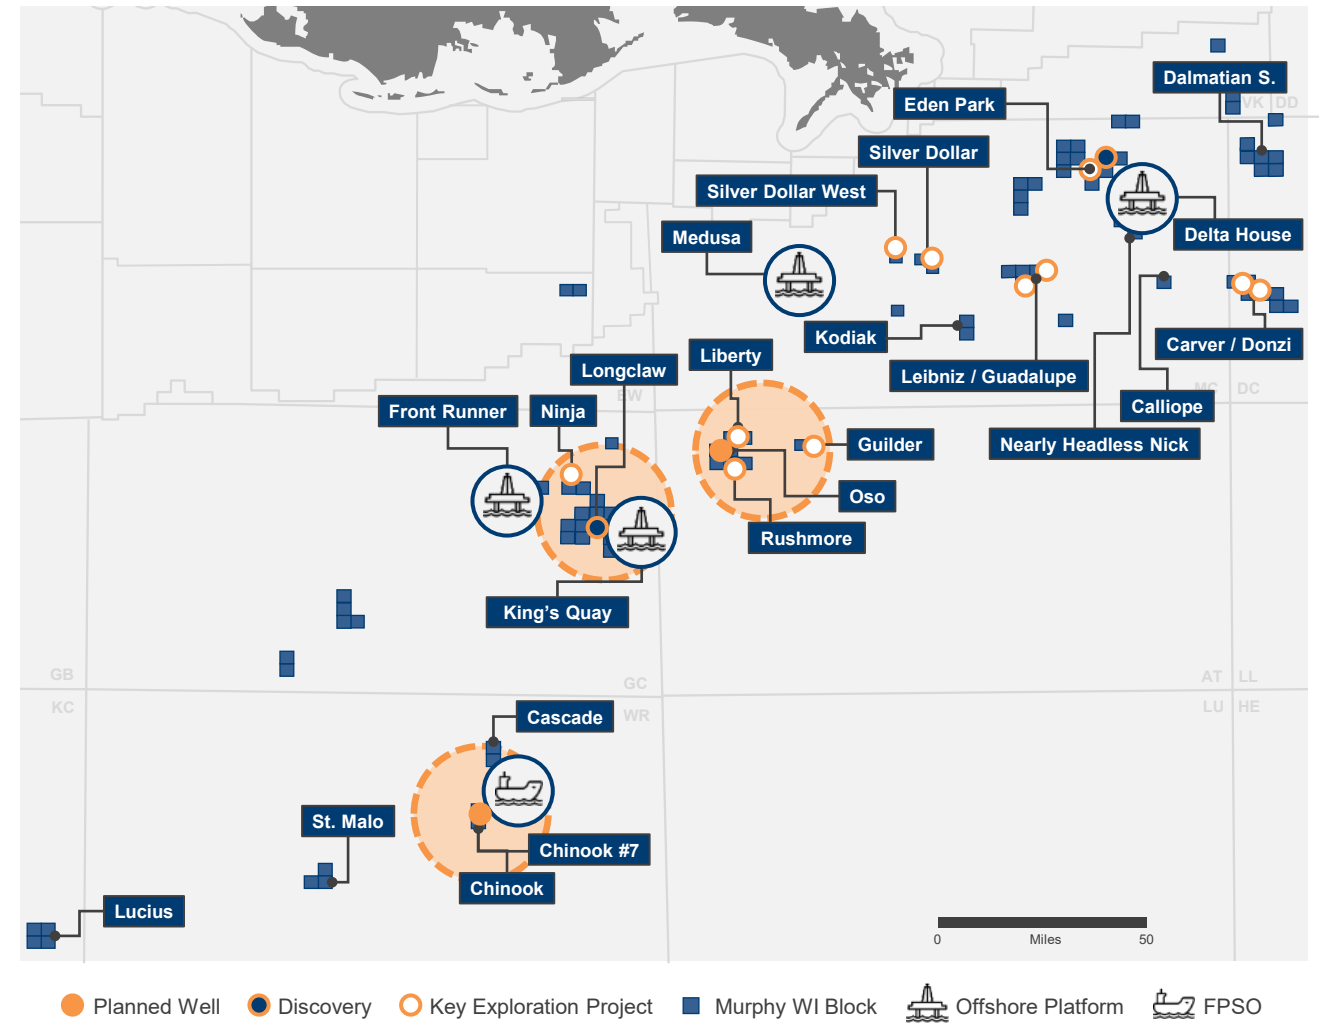 Dalmatian S.
VK
DD
Eden Park
Silver Dollar
Silver Dollar West
Medusa
Delta House
Kodiak
Carver / Donzi
Liberty
Longclaw
Leibniz / Guadalupe
MC
DC
EW
Calliope
Front Runner
Ninja
Nearly Headless Nick
Guilder
Oso
Rushmore
King’s Quay
GB
GC
AT
LL
KC
WR
LU
HE
Cascade
St. Malo
Chinook #7
Chinook
Lucius
0
Miles
50
Planned Well
Discovery
Key Exploration Project
Murphy WI Block
Offshore Platform
FPSO